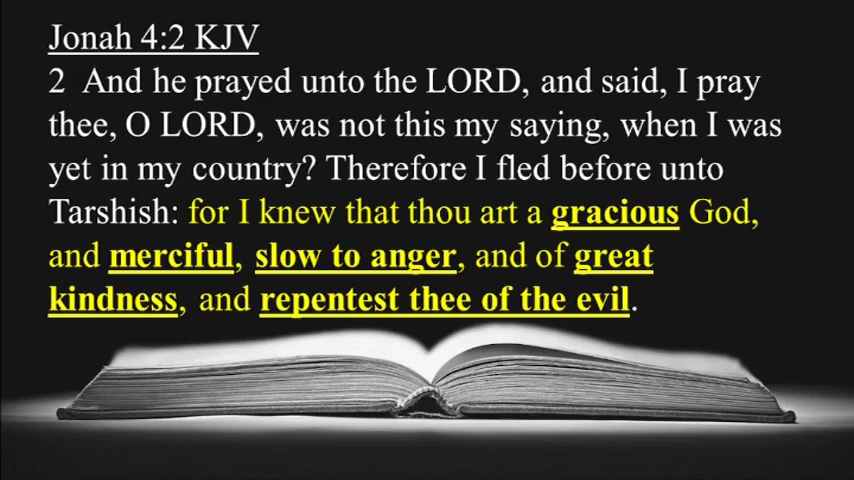 Jonah 4:2 KJV
2 And he prayed unto the LORD, and said, I pray
thee, O LORD, was not this my saying, when I was
yet in my country? Therefore I fled before unto
Tarshish: for I knew that thou art a gracious God,
and merciful, slow to anger, and of great
kindness, and repentest thee of the evil.